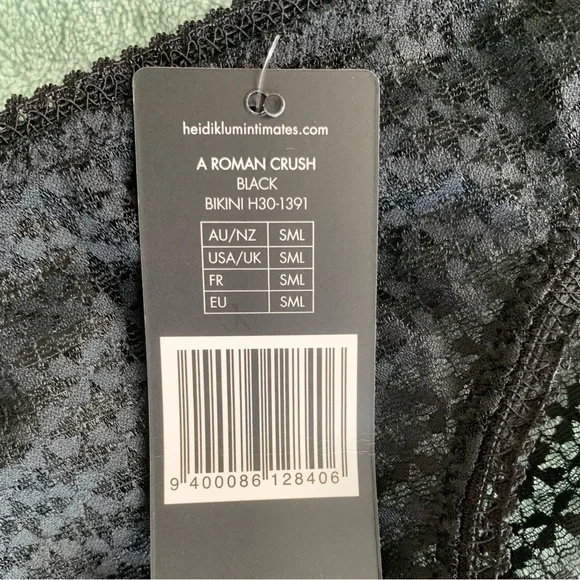 heidiklumintimates.com
A ROMAN CRUSH
BLACK
BIKINI H30-1391
AU/NZ SML
USA/UK SML
FR SML
EU SML
9 400086 128406